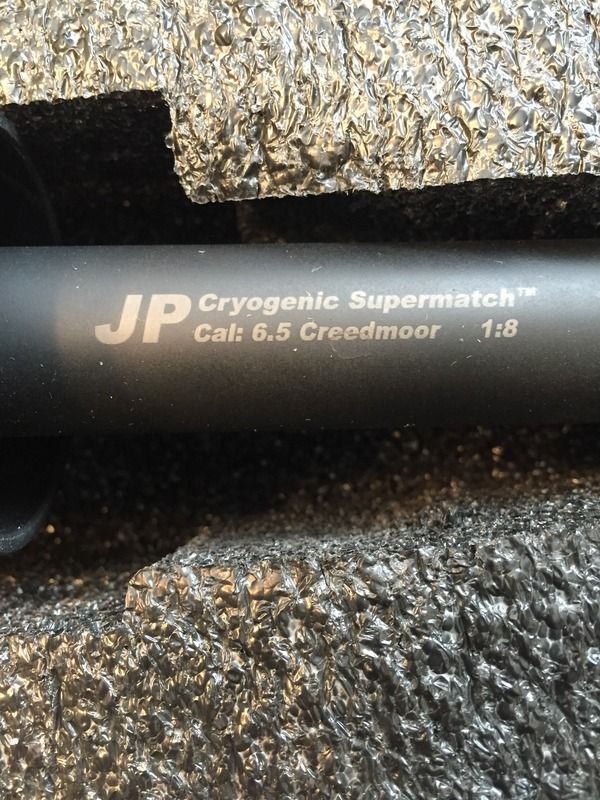 JP Cryogenic Supermatch™
Cal: 6.5 Creedmoor 1:8